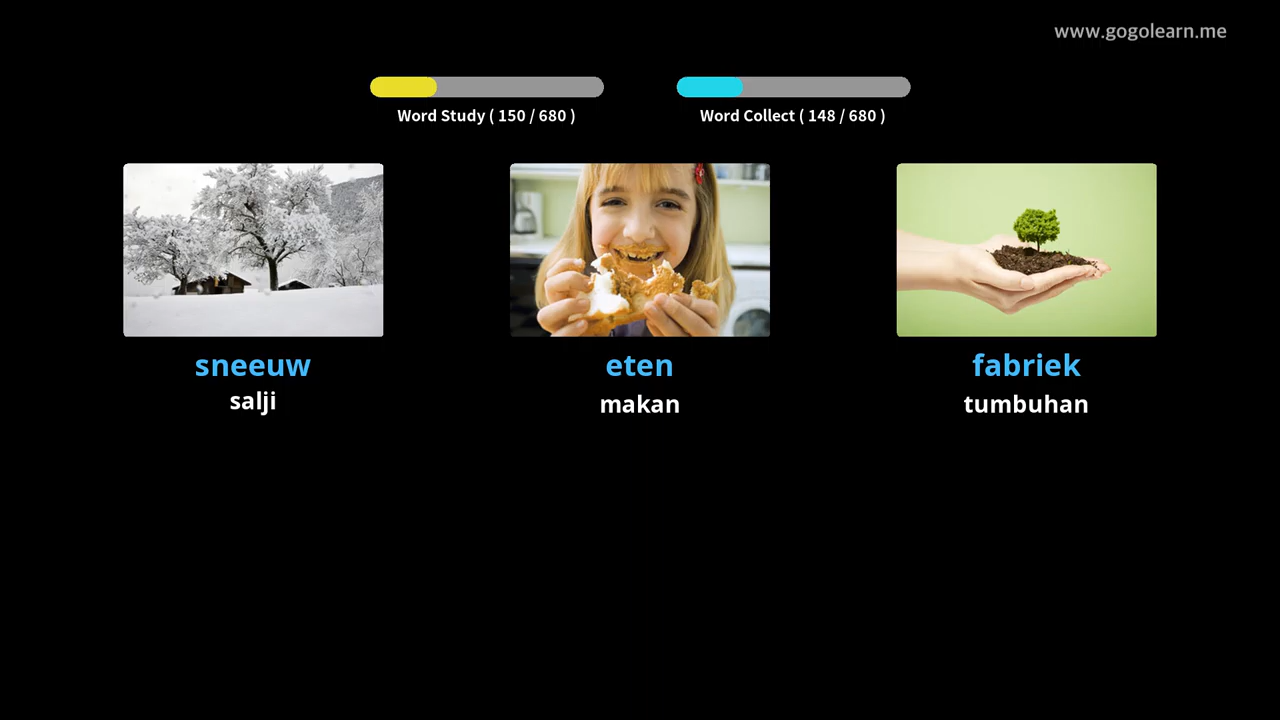 www.gogolearn.me
Word Study ( 150 / 680 )
Word Collect ( 148 / 680 )
sneeuw
salji
eten
makan
fabriek
tumbuhan